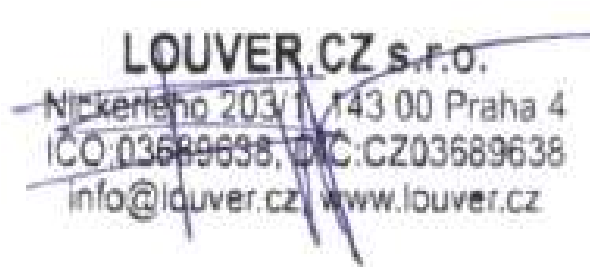 LOUVER.CZ s.r.o.
Nickerleho 203/1, 143 00 Praha 4
IČO 03689638, DIČ:CZ03689638
info@louver.cz, www.louver.cz